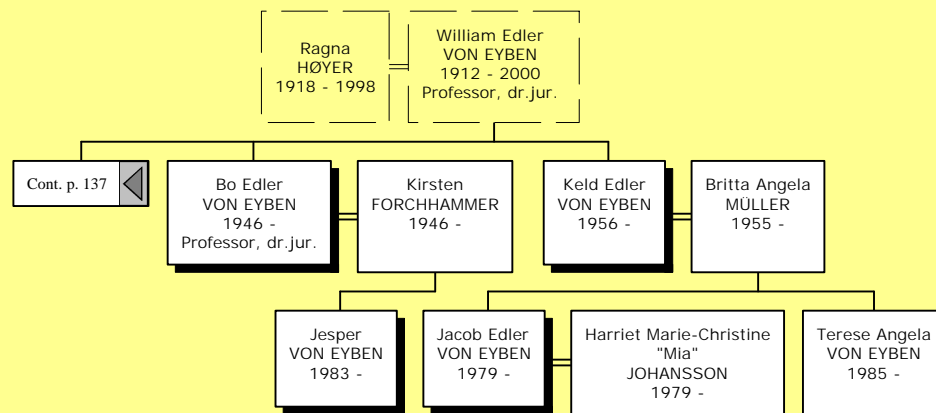 Ragna
HØYER
1918 - 1998
William Edler
VON EYBEN
1912 - 2000
Professor, dr.jur.
Cont. p. 137
Bo Edler
VON EYBEN
1946 -
Professor, dr.jur.
Kirsten
FORCHHAMMER
1946 -
Keld Edler
VON EYBEN
1956 -
Britta Angela
MÜLLER
1955 -
Jesper
VON EYBEN
1983 -
Jacob Edler
VON EYBEN
1979 -
Harriet Marie-Christine
"Mia"
JOHANSSON
1979 -
Terese Angela
VON EYBEN
1985 -